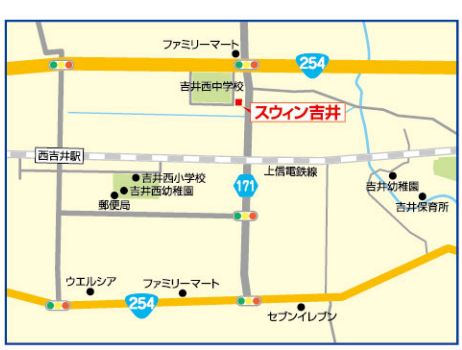 ファミリーマート
254
吉井西中学校
スウィン吉井
西吉井駅
上信電鉄線
吉井西小学校
171
吉井幼稚園
吉井西幼稚園
郵便局
吉井保育所
ウエルシア
ファミリーマート
254
セブンイレブン